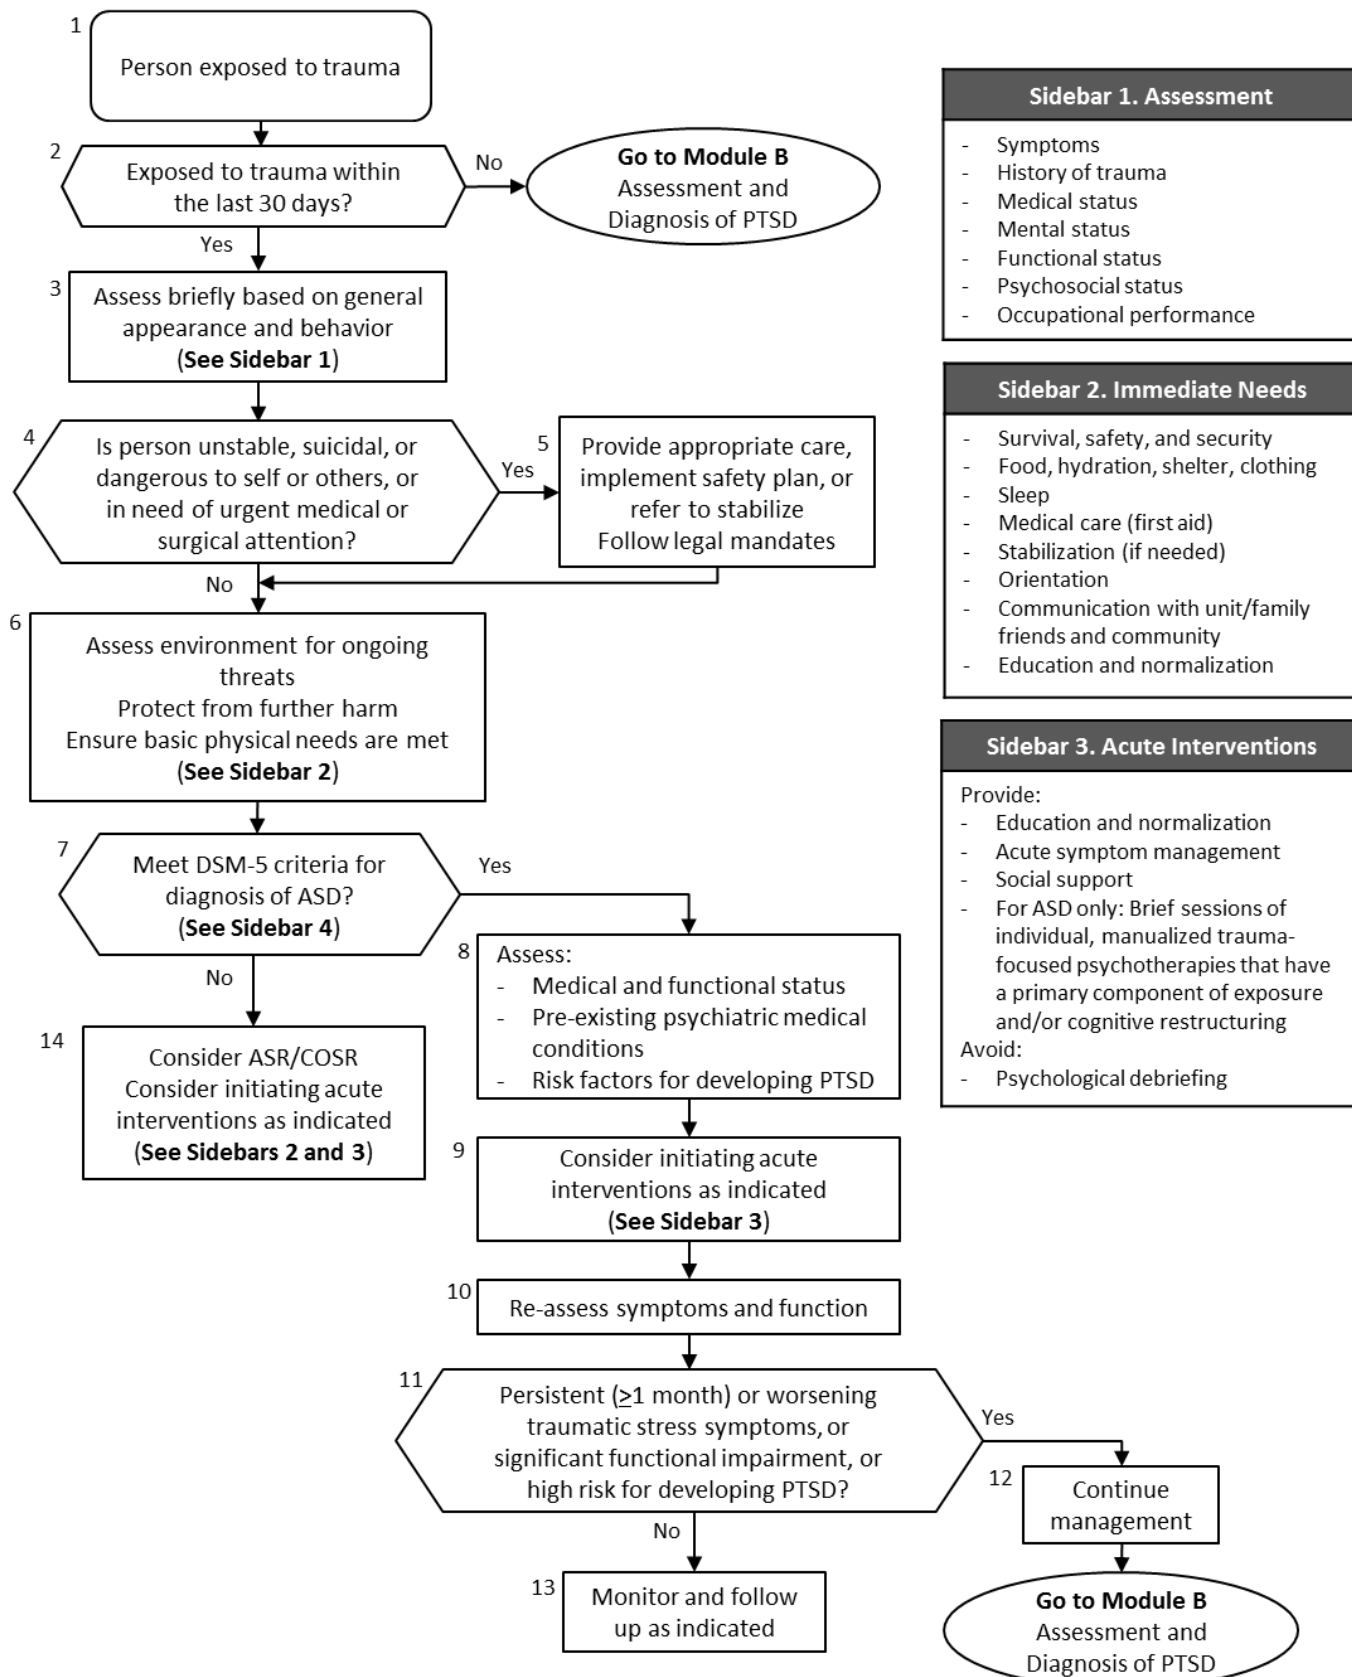 1
Person exposed to trauma
2
Exposed to trauma within
the last 30 days?
No
Go to Module B
Assessment and
Diagnosis of PTSD
Yes
3
Assess briefly based on general
appearance and behavior
(See Sidebar 1)
4
Is person unstable, suicidal, or
dangerous to self or others, or
in need of urgent medical or
surgical attention?
Yes
5
Provide appropriate care,
implement safety plan, or
refer to stabilize
Follow legal mandates
No
6
Assess environment for ongoing
threats
Protect from further harm
Ensure basic physical needs are met
(See Sidebar 2)
7
Meet DSM-5 criteria for
diagnosis of ASD?
(See Sidebar 4)
Yes
No
8
Assess:
- Medical and functional status
- Pre-existing psychiatric medical
conditions
- Risk factors for developing PTSD
14
Consider ASR/COSR
Consider initiating acute
interventions as indicated
(See Sidebars 2 and 3)
9
Consider initiating acute
interventions as indicated
(See Sidebar 3)
10
Re-assess symptoms and function
11
Persistent (≥1 month) or worsening
traumatic stress symptoms, or
significant functional impairment, or
high risk for developing PTSD?
Yes
12
Continue
management
No
13
Monitor and follow
up as indicated
Go to Module B
Assessment and
Diagnosis of PTSD
Sidebar 1. Assessment
- Symptoms
- History of trauma
- Medical status
- Mental status
- Functional status
- Psychosocial status
- Occupational performance
Sidebar 2. Immediate Needs
- Survival, safety, and security
- Food, hydration, shelter, clothing
- Sleep
- Medical care (first aid)
- Stabilization (if needed)
- Orientation
- Communication with unit/family
friends and community
- Education and normalization
Sidebar 3. Acute Interventions
Provide:
- Education and normalization
- Acute symptom management
- Social support
- For ASD only: Brief sessions of
individual, manualized trauma-
focused psychotherapies that have
a primary component of exposure
and/or cognitive restructuring
Avoid:
- Psychological debriefing